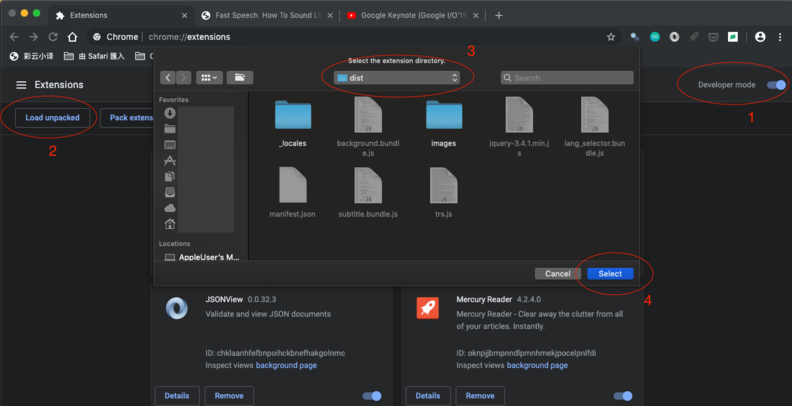 Extensions
Fast Speech How To Sound Li
Google Keynote (Google I/O'19
Chrome | chrome://extensions
彩云小译
由 Safari 匯入
C
3
Select the extension directory.
Extensions
dist
Search
Developer mode
1
Load unpacked
Pack extens
2
Favorites
_locales
background.bundl
e.js
images
jquery-3.4.1.min.j
s
lang_selector.bun
dle.js
manifest.json
subtitle.bundle.js
trs.js
Locations
AppleUser's M...
Cancel
Select
4
JSONView 0.0.32.3
Validate and view JSON documents
ID: chklaanhfefbnpoihckbnefhakgolnmc
Inspect views background page
Details
Remove
Mercury Reader 4.2.4.0
Mercury Reader - Clear away the clutter from all
of your articles. Instantly.
ID: oknpjjbmpnndlpmnhmekjpocelpnlfdi
Inspect views background page
Details
Remove